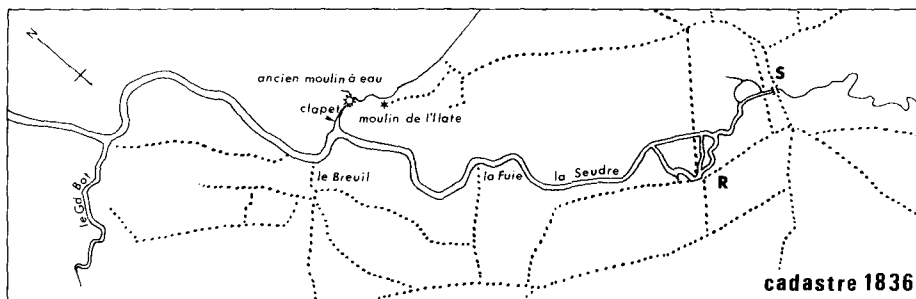 N
ancien moulin à eau
clapet
moulin de l'Ilate
S
le Gd Bot
le Breuil
la Fuie
la Seudre
R
cadastre 1836